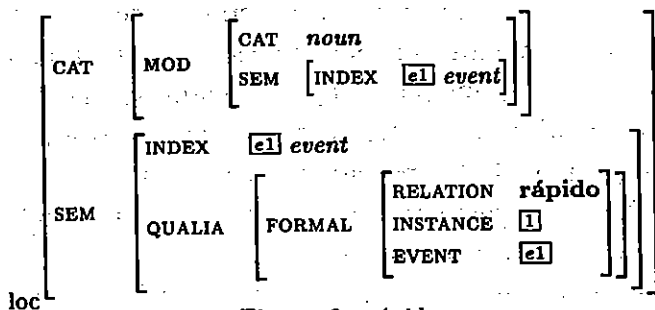 CAT noun
CAT MOD
SEM [INDEX e1 event]
INDEX e1 event
RELATION rápido
SEM QUALIA FORMAL INSTANCE 1
EVENT e1
loc